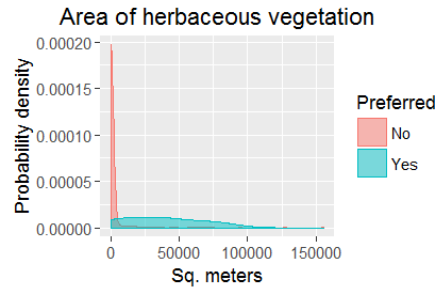 Area of herbaceous vegetation
Probability density
0.00020
0.00015
0.00010
0.00005
0.00000
0
50000
100000
150000
Sq. meters
Preferred
No
Yes